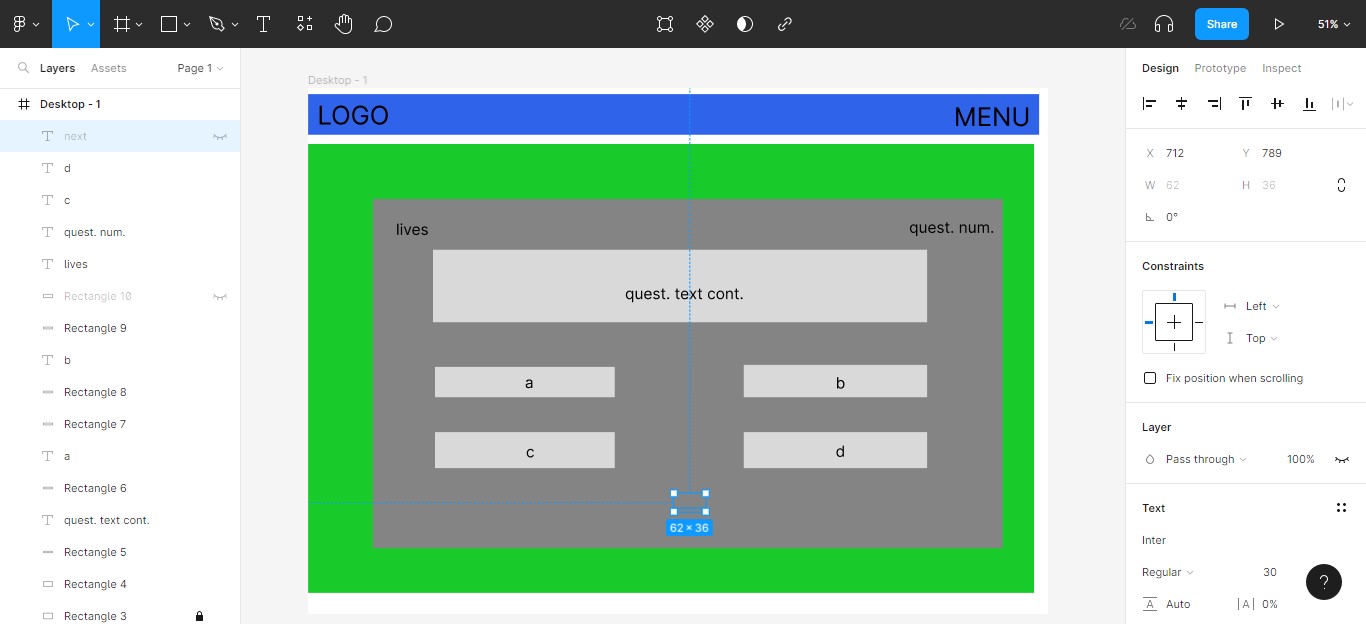 51%
Share
Layers
Assets
Page 1
Desktop - 1
next
d
c
quest. num.
lives
Rectangle 10
Rectangle 9
b
Rectangle 8
Rectangle 7
a
Rectangle 6
quest. text cont.
Rectangle 5
Rectangle 4
Rectangle 3
Desktop - 1
LOGO
MENU
lives
quest. num.
quest. text cont.
a
b
c
d
62 × 36
Design
Prototype
Inspect
X 712
Y 789
W 62
H 36
0°
Constraints
Left
Top
Fix position when scrolling
Layer
Pass through
100%
Text
Inter
Regular
30
A Auto
|A| 0%
?